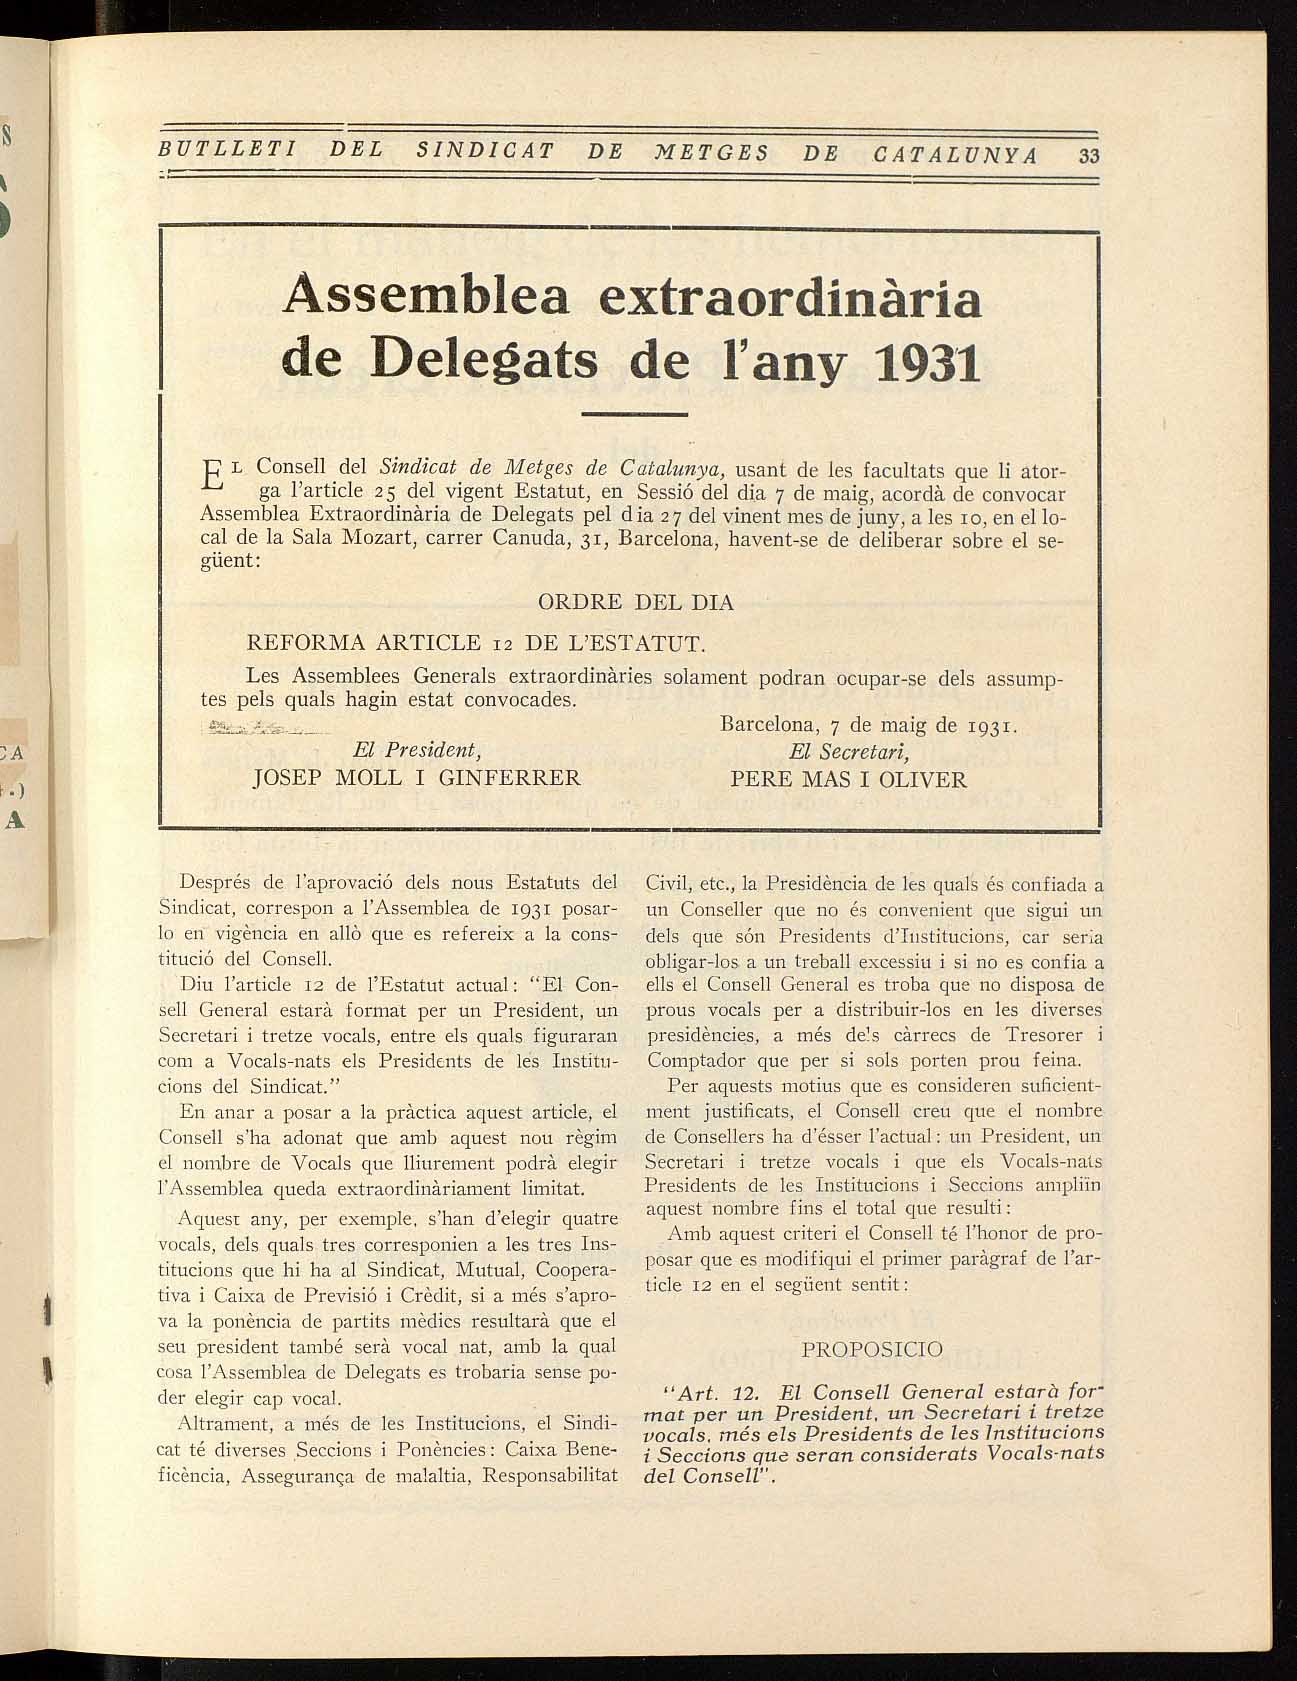 S
S
CA
.)
A
BUTLLETI DEL SINDICAT DE METGES DE CATALUNYA 33
Assemblea extraordinària
de Delegats de l'any 1931
EL Consell del Sindicat de Metges de Catalunya, usant de les facultats que li ator-
ga l'article 25 del vigent Estatut, en Sessió del dia 7 de maig, acordà de convocar
Assemblea Extraordinària de Delegats pel dia 27 del vinent mes de juny, a les 10, en el lo-
cal de la Sala Mozart, carrer Canuda, 31, Barcelona, havent-se de deliberar sobre el se-
güent:
ORDRE DEL DIA
REFORMA ARTICLE 12 DE L'ESTATUT.
Les Assemblees Generals extraordinàries solament podran ocupar-se dels assump-
tes pels quals hagin estat convocades.
Barcelona, 7 de maig de 1931.
El President,
JOSEP MOLL I GINFERRER
El Secretari,
PERE MAS I OLIVER
Després de l'aprovació dels nous Estatuts del
Sindicat, correspon a l'Assemblea de 1931 posar-
lo en vigència en allò que es refereix a la cons-
titució del Consell.
Diu l'article 12 de l'Estatut actual: "El Con-
sell General estarà format per un President, un
Secretari i tretze vocals, entre els quals figuraran
com a Vocals-nats els Presidents de les Institu-
cions del Sindicat."
En anar a posar a la pràctica aquest article, el
Consell s'ha adonat que amb aquest nou règim
el nombre de Vocals que lliurement podrà elegir
l'Assemblea queda extraordinàriament limitat.
Aquest any, per exemple, s'han d'elegir quatre
vocals, dels quals tres corresponien a les tres Ins-
titucions que hi ha al Sindicat, Mutual, Coopera-
tiva i Caixa de Previsió i Crèdit, si a més s'apro-
va la ponència de partits mèdics resultarà que el
seu president també serà vocal nat, amb la qual
cosa l'Assemblea de Delegats es trobaria sense po-
der elegir cap vocal.
Altrament, a més de les Institucions, el Sindi-
cat té diverses Seccions i Ponències: Caixa Bene-
ficència, Assegurança de malaltia, Responsabilitat
Civil, etc., la Presidència de les quals és confiada a
un Conseller que no és convenient que sigui un
dels que són Presidents d'Institucions, car seria
obligar-los a un treball excessiu i si no es confia a
ells el Consell General es troba que no disposa de
prous vocals per a distribuir-los en les diverses
presidències, a més dels càrrecs de Tresorer i
Comptador que per si sols porten prou feina.
Per aquests motius que es consideren suficient-
ment justificats, el Consell creu que el nombre
de Consellers ha d'ésser l'actual: un President, un
Secretari i tretze vocals i que els Vocals-nats
Presidents de les Institucions i Seccions ampliïn
aquest nombre fins el total que resulti:
Amb aquest criteri el Consell té l'honor de pro-
posar que es modifiqui el primer paràgraf de l'ar-
ticle 12 en el següent sentit:
PROPOSICIO
"Art. 12. El Consell General estarà for-
mat per un President, un Secretari i tretze
vocals, més els Presidents de les Institucions
i Seccions que seran considerats Vocals-nats
del Consell".